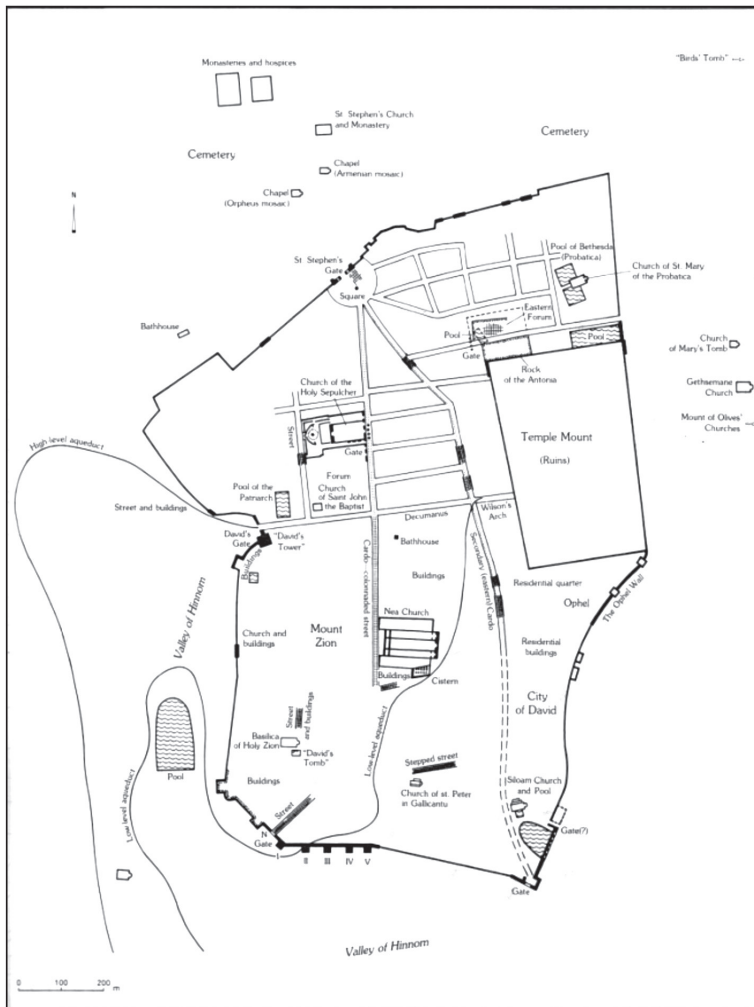 Monasteries and hospices
"Birds' Tomb"
St. Stephen's Church
and Monastery
Cemetery
Cemetery
Chapel
(Armenian mosaic)
Chapel
(Orpheus mosaic)
N
St. Stephen's
Gate
Square
Pool of Bethesda
(Probatica)
Church of St. Mary
of the Probatica
Eastern
Forum
Pool
Gate
Pool
Bathhouse
Church
of Mary's Tomb
Rock
of the Antonia
Gethsemane
Church
Mount of Olives'
Churches
Church of the
Holy Sepulcher
Street
Gate
Temple Mount
(Ruins)
High level aqueduct
Forum
Pool of the
Patriarch
Church
of Saint John
the Baptist
Street and buildings
Decumanus
Wilson's
Arch
David's
Gate
"David's
Tower"
Buildings
Bathhouse
Cardo - colonnaded street
Secondary (eastern) Cardo
Buildings
Residential quarter
Valley of Hinnom
Ophel
The Ophel Wall
Nea Church
Mount
Zion
Church and
buildings
Residential
buildings
Buildings
Cistern
City
of David
Street
and buildings
Basilica
of Holy Zion
"David's
Tomb"
Low-level aqueduct
Stepped street
Pool
Buildings
Church of st. Peter
in Gallicantu
Siloam Church
and Pool
Low-level aqueduct
Street
N
Gate
I
II
III
IV
V
Gate(?)
Gate
Valley of Hinnom
0 100 200 m